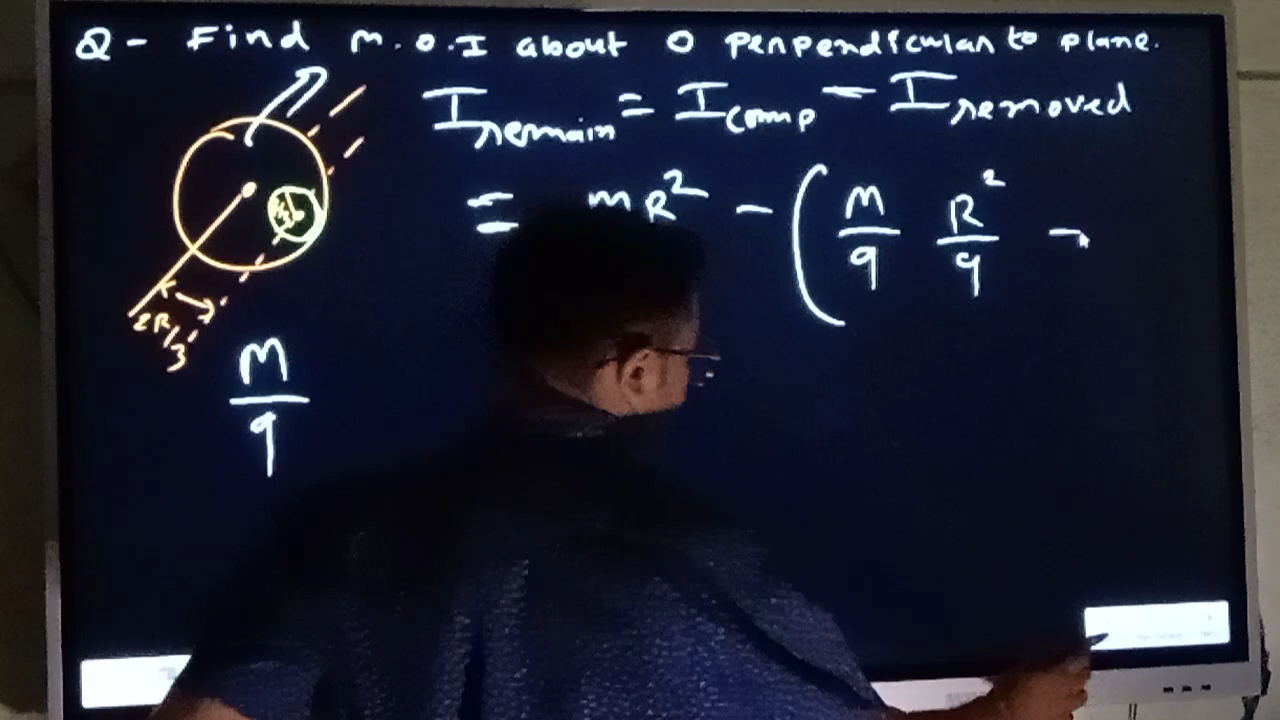 Q - Find M.O.I about O perpendicular to plane.
I remain = I comp - I removed
= MR² - ( M/9 R²/9
2R/3
M/9